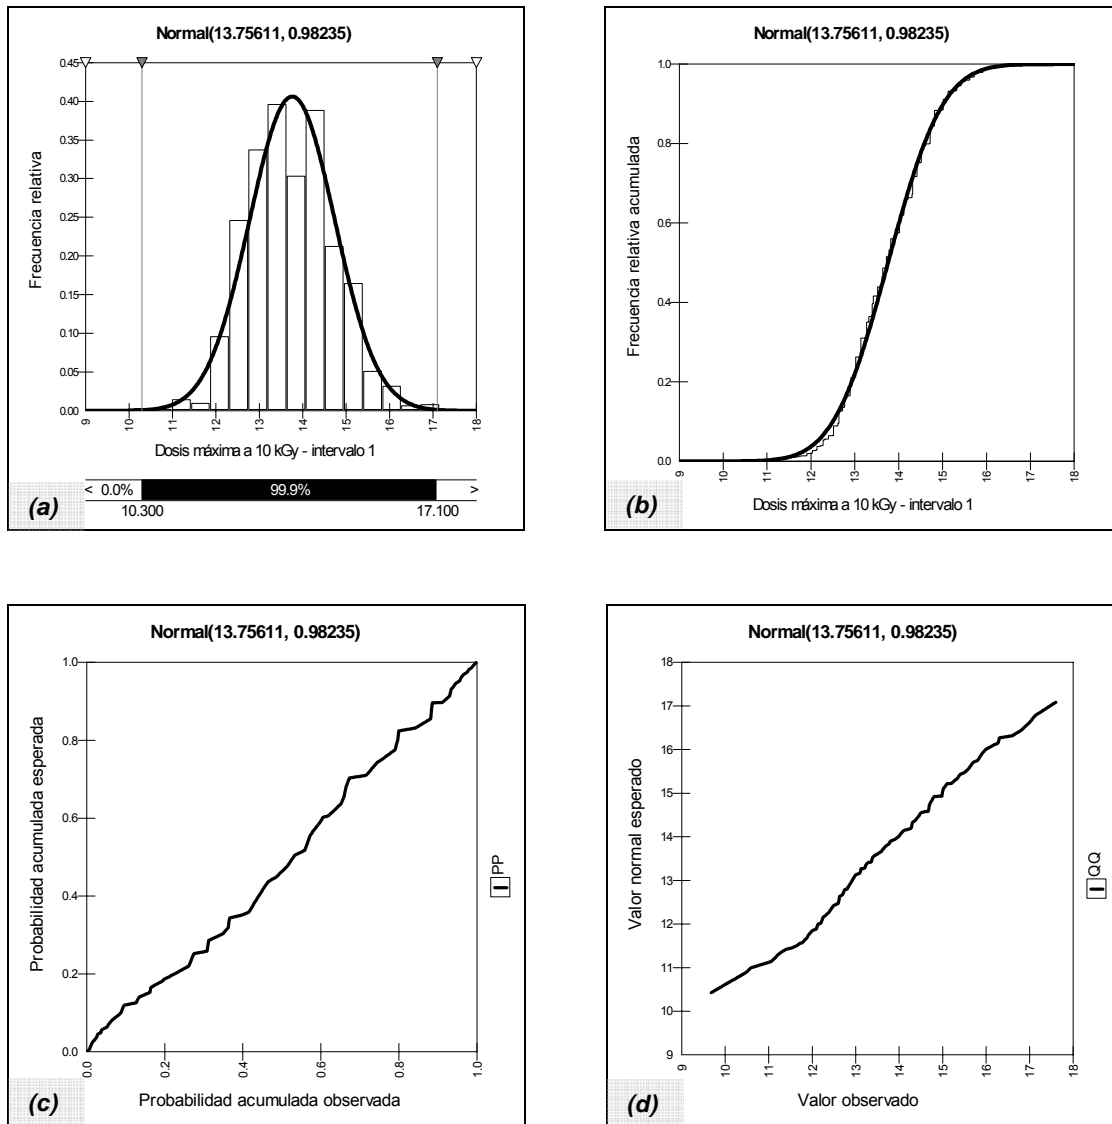 Normal(13.75611, 0.98235)
0.45
0.40
0.35
0.30
0.25
0.20
0.15
0.10
0.05
0.00
Frecuencia relativa
9 10 11 12 13 14 15 16 17 18
Dosis máxima a 10 kGy - intervalo 1
< 0.0% 99.9% >
10.300 17.100
(a)
Normal(13.75611, 0.98235)
1.0
0.8
0.6
0.4
0.2
0.0
Frecuencia relativa acumulada
9 10 11 12 13 14 15 16 17 18
Dosis máxima a 10 kGy - intervalo 1
(b)
Normal(13.75611, 0.98235)
1.0
0.8
0.6
0.4
0.2
0.0
Probabilidad acumulada esperada
0.0 0.2 0.4 0.6 0.8 1.0
Probabilidad acumulada observada
PP
(c)
Normal(13.75611, 0.98235)
18
17
16
15
14
13
12
11
10
9
Valor normal esperado
9 10 11 12 13 14 15 16 17 18
Valor observado
QQ
(d)